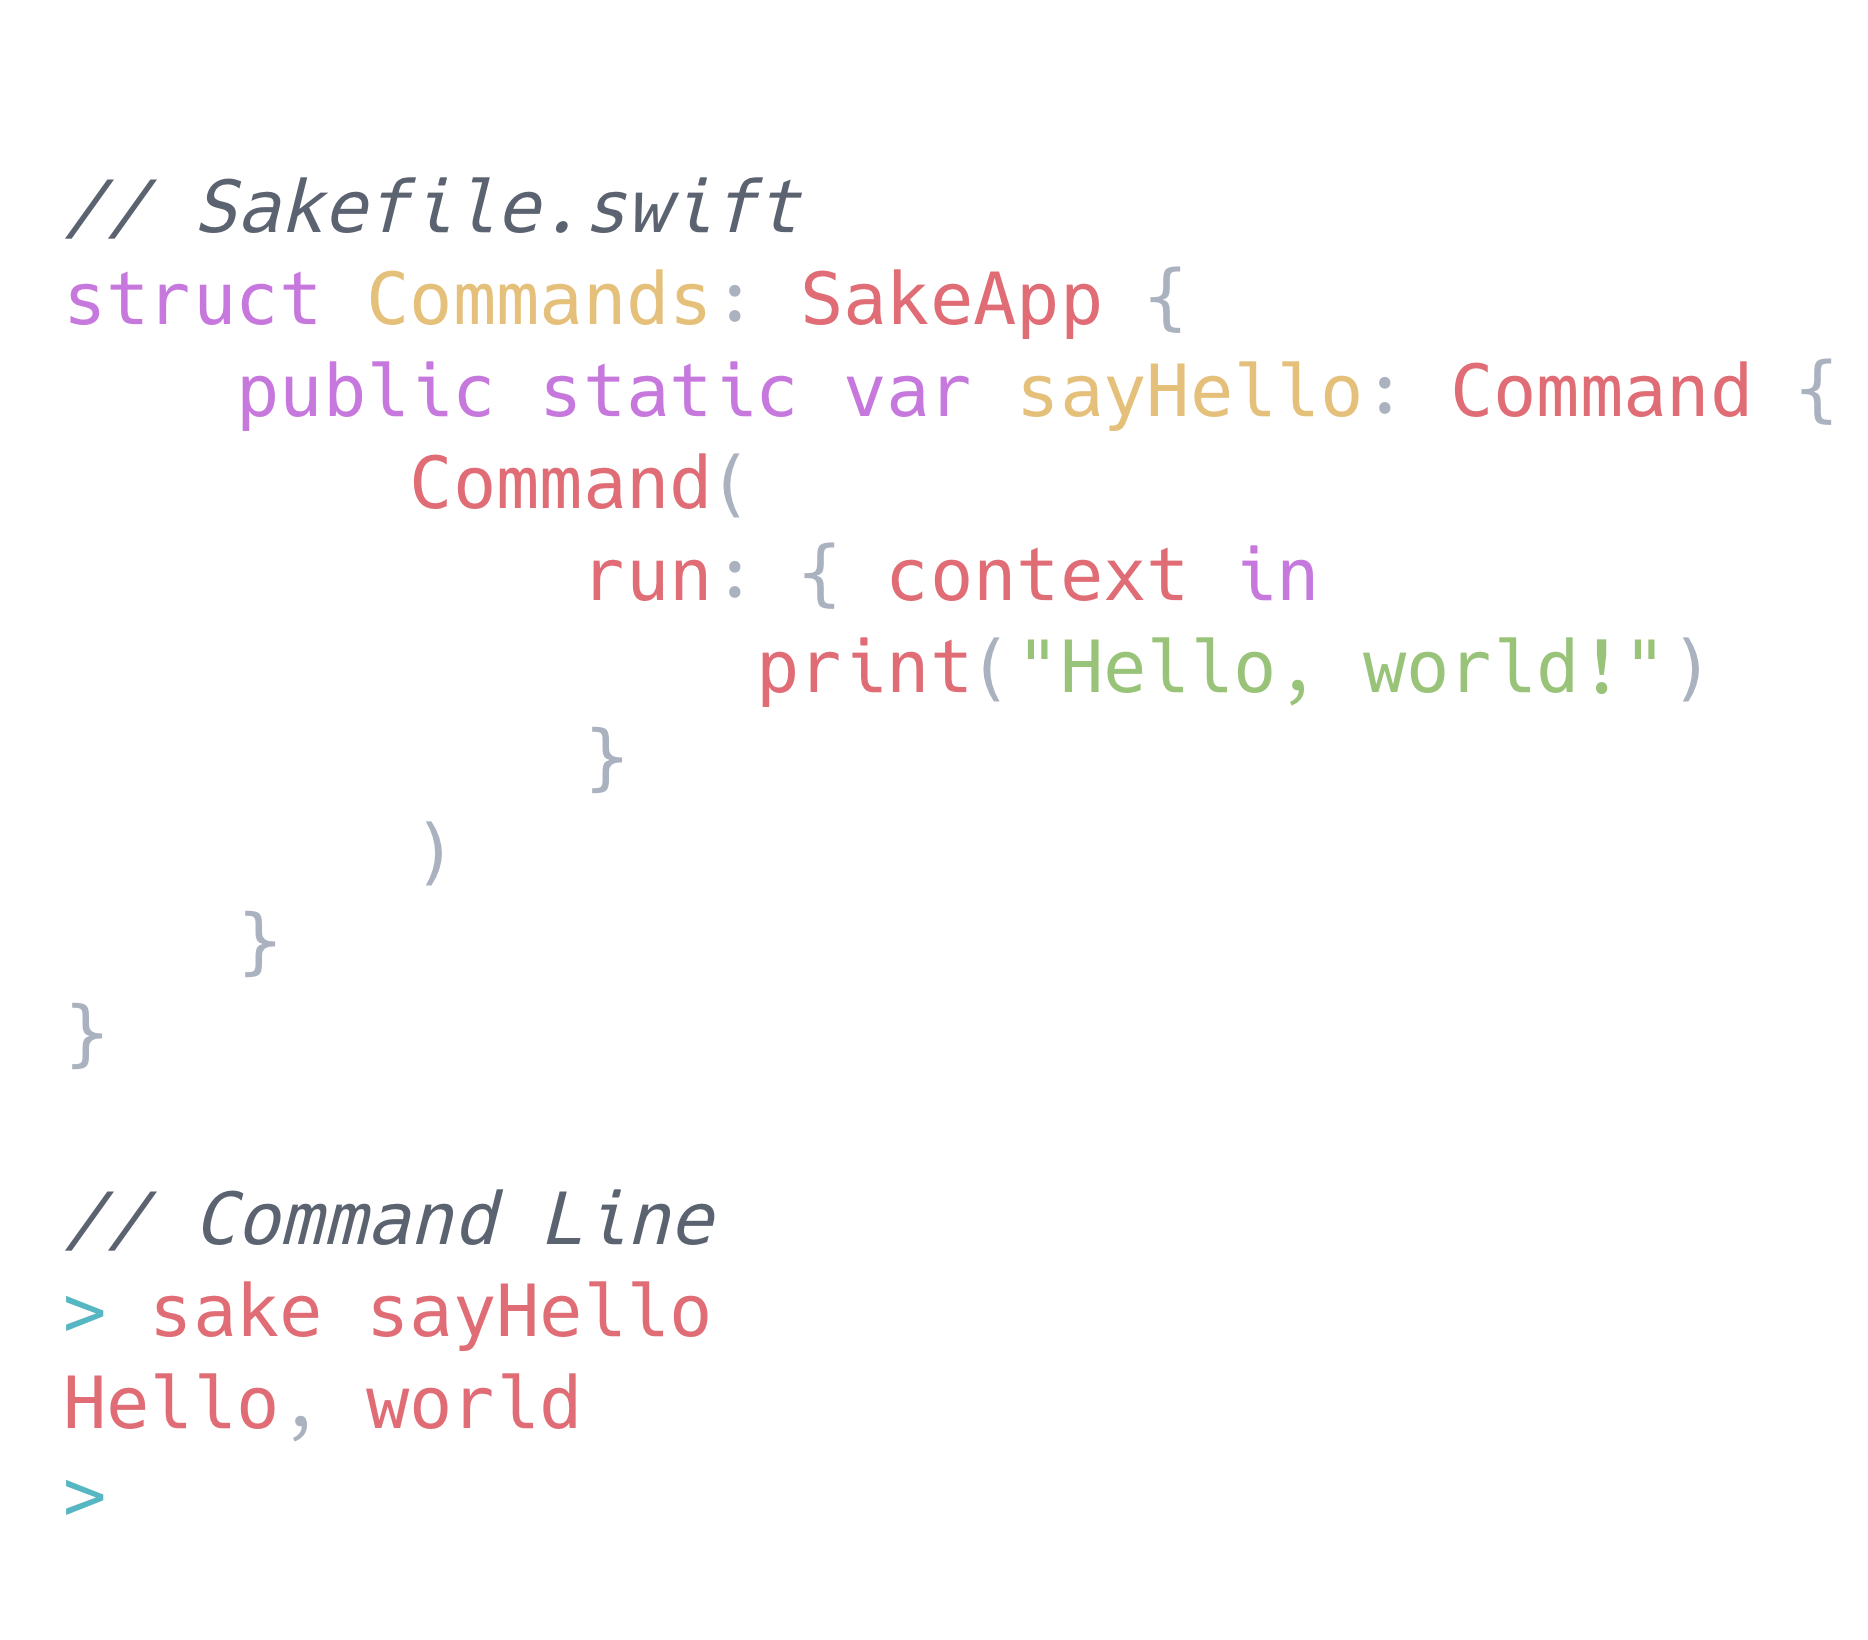 // Sakefile.swift
struct Commands: SakeApp {
    public static var sayHello: Command {
        Command(
            run: { context in
                print("Hello, world!")
            }
        )
    }
}

// Command Line
> sake sayHello
Hello, world
>